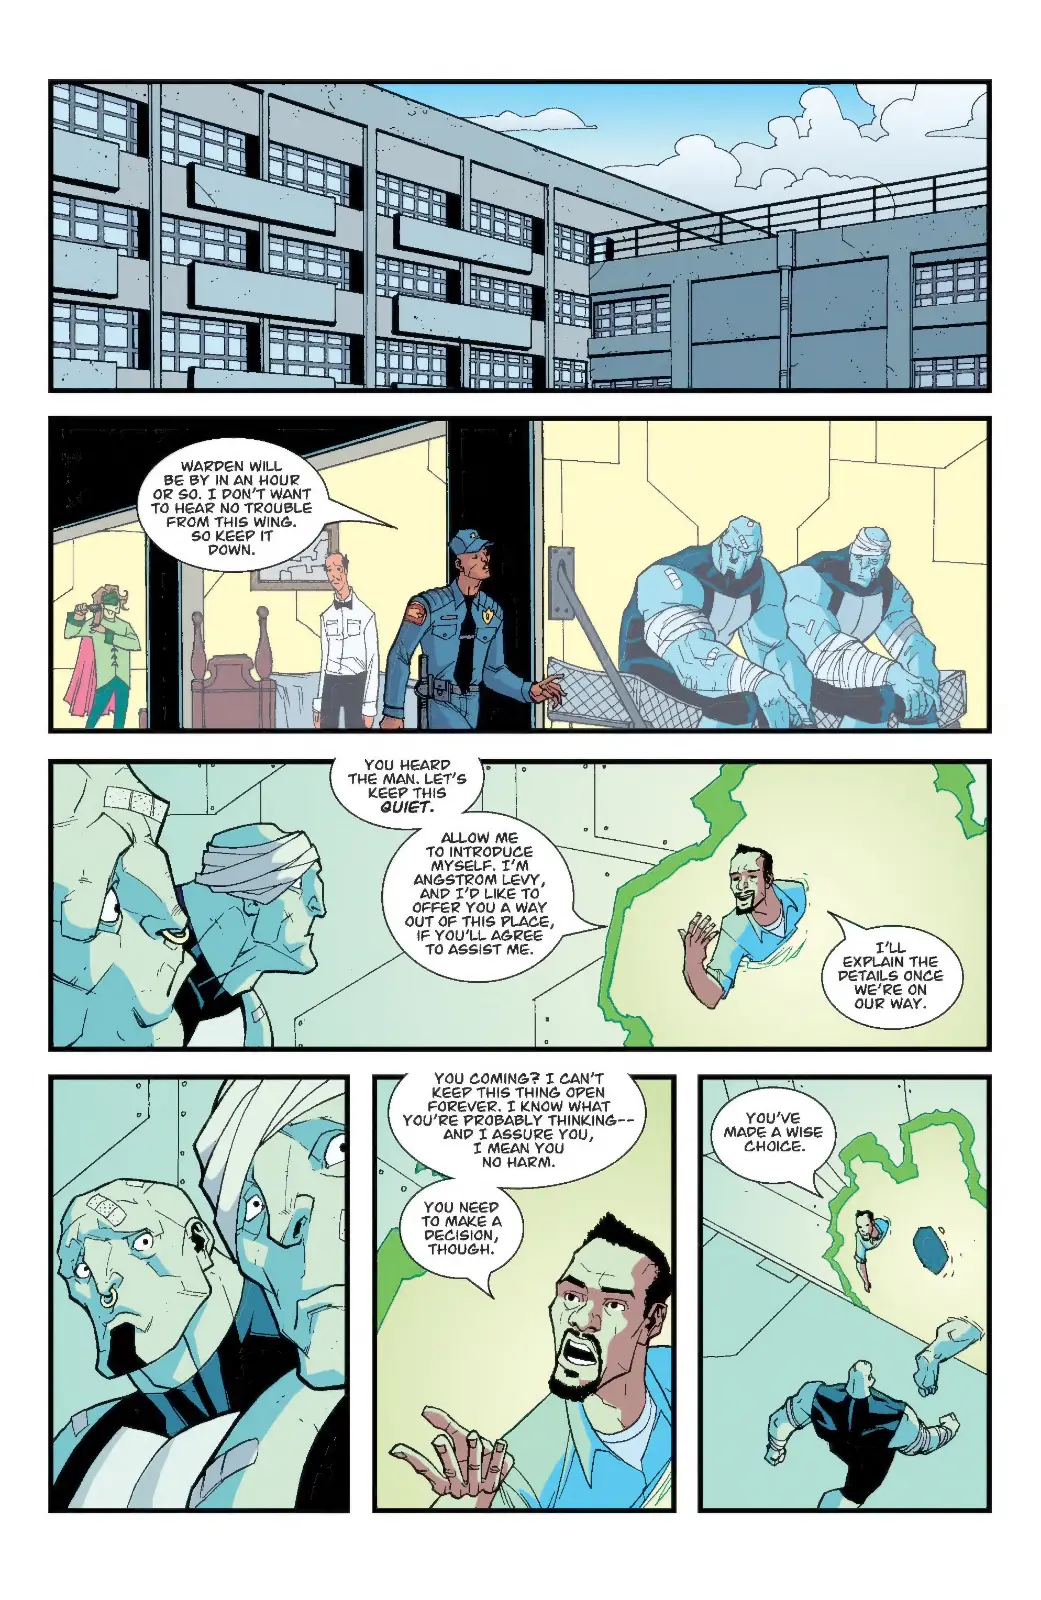 WARDEN WILL
BE BY IN AN HOUR
OR SO. I DON'T WANT
TO HEAR NO TROUBLE
FROM THIS WING.
SO KEEP IT
DOWN.
YOU HEARD
THE MAN. LET'S
KEEP THIS
QUIET.
ALLOW ME
TO INTRODUCE
MYSELF. I'M
ANGSTROM LEVY,
AND I'D LIKE TO
OFFER YOU A WAY
OUT OF THIS PLACE,
IF YOU'LL AGREE
TO ASSIST ME.
I'LL
EXPLAIN THE
DETAILS ONCE
WE'RE ON
OUR WAY.
YOU COMING? I CAN'T
KEEP THIS THING OPEN
FOREVER. I KNOW WHAT
YOU'RE PROBABLY THINKING--
AND I ASSURE YOU,
I MEAN YOU
NO HARM.
YOU NEED
TO MAKE A
DECISION,
THOUGH.
YOU'VE
MADE A WISE
CHOICE.